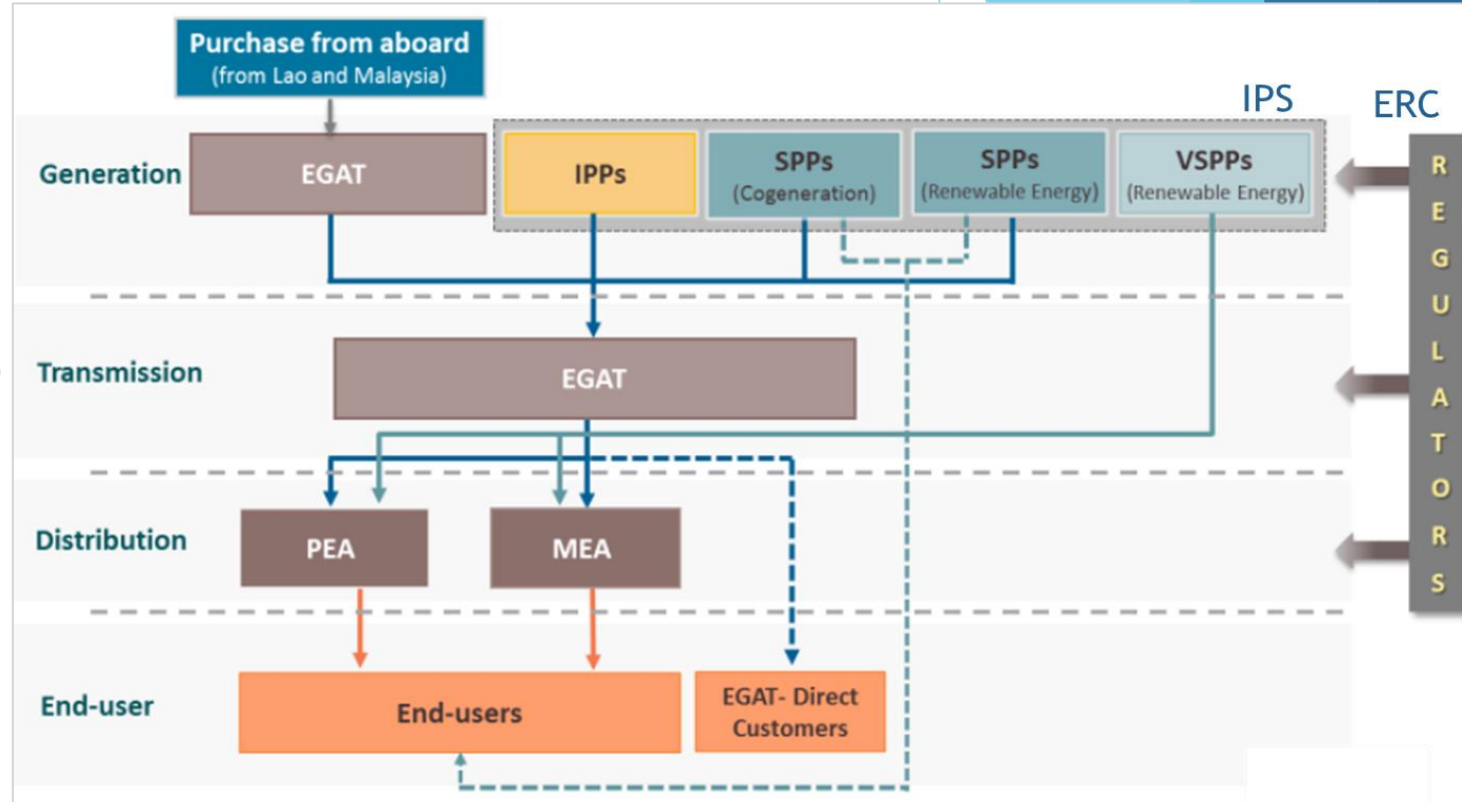 Purchase from aboard
(from Lao and Malaysia)
IPS
ERC
Generation
EGAT
IPPs
SPPs
(Cogeneration)
SPPs
(Renewable Energy)
VSPPs
(Renewable Energy)
REGULATORS
Transmission
EGAT
Distribution
PEA
MEA
End-user
End-users
EGAT- Direct
Customers